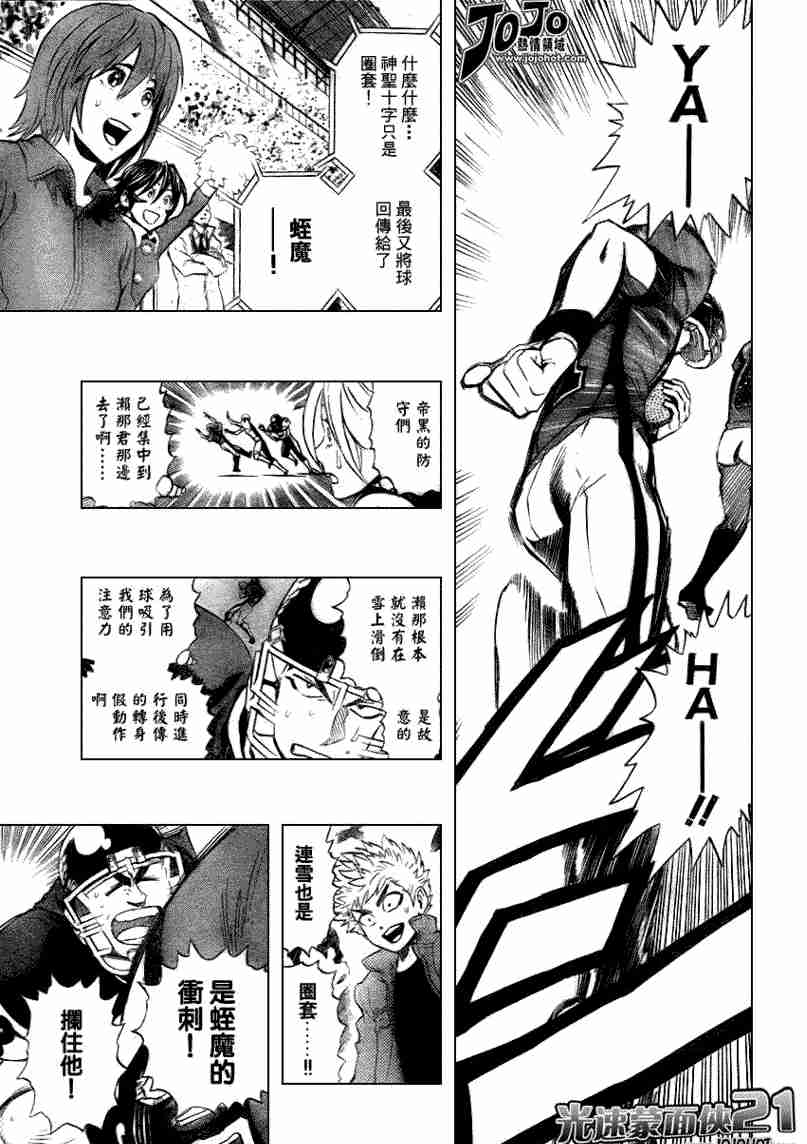 JOJO
熱情領域
www.jojohot.com
YA——
HA——!!
什麼什麼…
神聖十字只是
圈套！
最後又將球
回傳給了
蛭魔
——！
帝黑的防
守們
已經集中到
瀨那君那邊
去了啊……
瀨那根本
就沒有在
雪上滑倒
是故
意的
為了用
球吸引
我們的
注意力
同時進
行後傳
的轉身
假動作
啊
連雪也是
圈套……!!
是蛭魔的
衝刺！
攔住他！
光速蒙面俠21